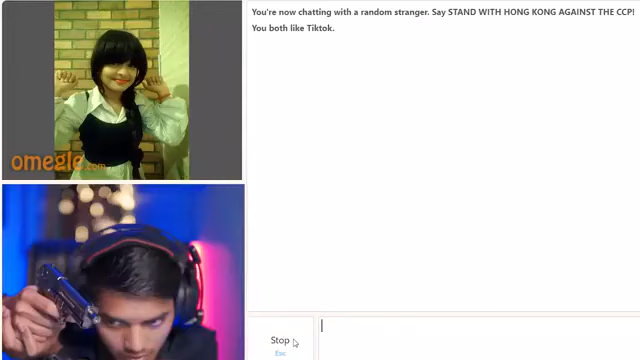 You're now chatting with a random stranger. Say STAND WITH HONG KONG AGAINST THE CCP!
You both like Tiktok.
omegle.com
Stop
Esc